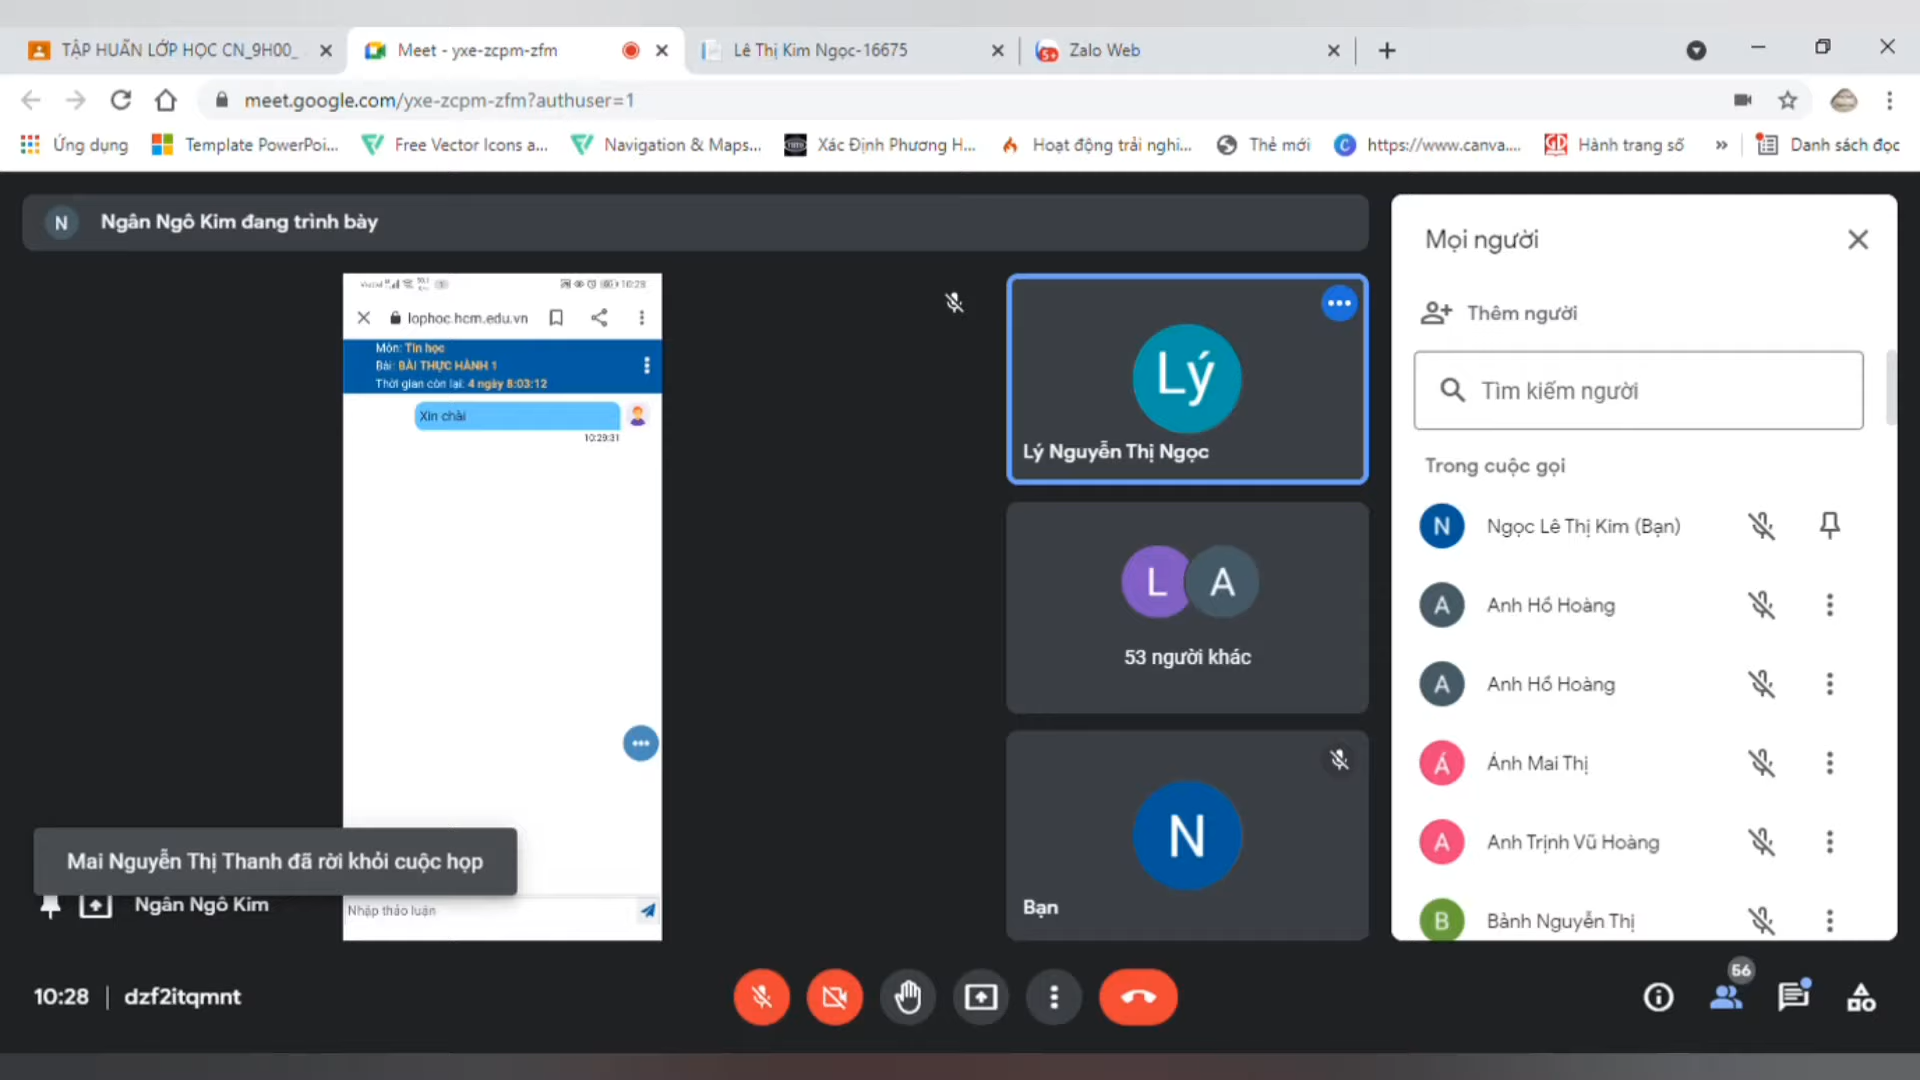 TẬP HUẤN LỚP HỌC CN_9H00_
Meet - yxe-zcpm-zfm
Lê Thị Kim Ngọc-16675
Zalo Web
meet.google.com/yxe-zcpm-zfm?authuser=1
Ứng dụng
Template PowerPoi...
Free Vector Icons a...
Navigation & Maps...
Xác Định Phương H...
Hoạt động trải nghi...
Thẻ mới
https://www.canva....
Hành trang số
Danh sách đọc
N
Ngân Ngô Kim đang trình bày
10:28
lophoc.hcm.edu.vn
Môn: Tin học
Bài: BÀI THỰC HÀNH 1
Thời gian còn lại: 4 ngày 8:03:12
Xin chài
10:29:31
Nhập thảo luận
Mai Nguyễn Thị Thanh đã rời khỏi cuộc họp
Ngân Ngô Kim
Lý
Lý Nguyễn Thị Ngọc
L A
53 người khác
N
Bạn
Mọi người
Thêm người
Tìm kiếm người
Trong cuộc gọi
N Ngọc Lê Thị Kim (Bạn)
A Anh Hồ Hoàng
A Anh Hồ Hoàng
Á Ánh Mai Thị
A Anh Trịnh Vũ Hoàng
B Bảnh Nguyễn Thị
10:28 | dzf2itqmnt
56